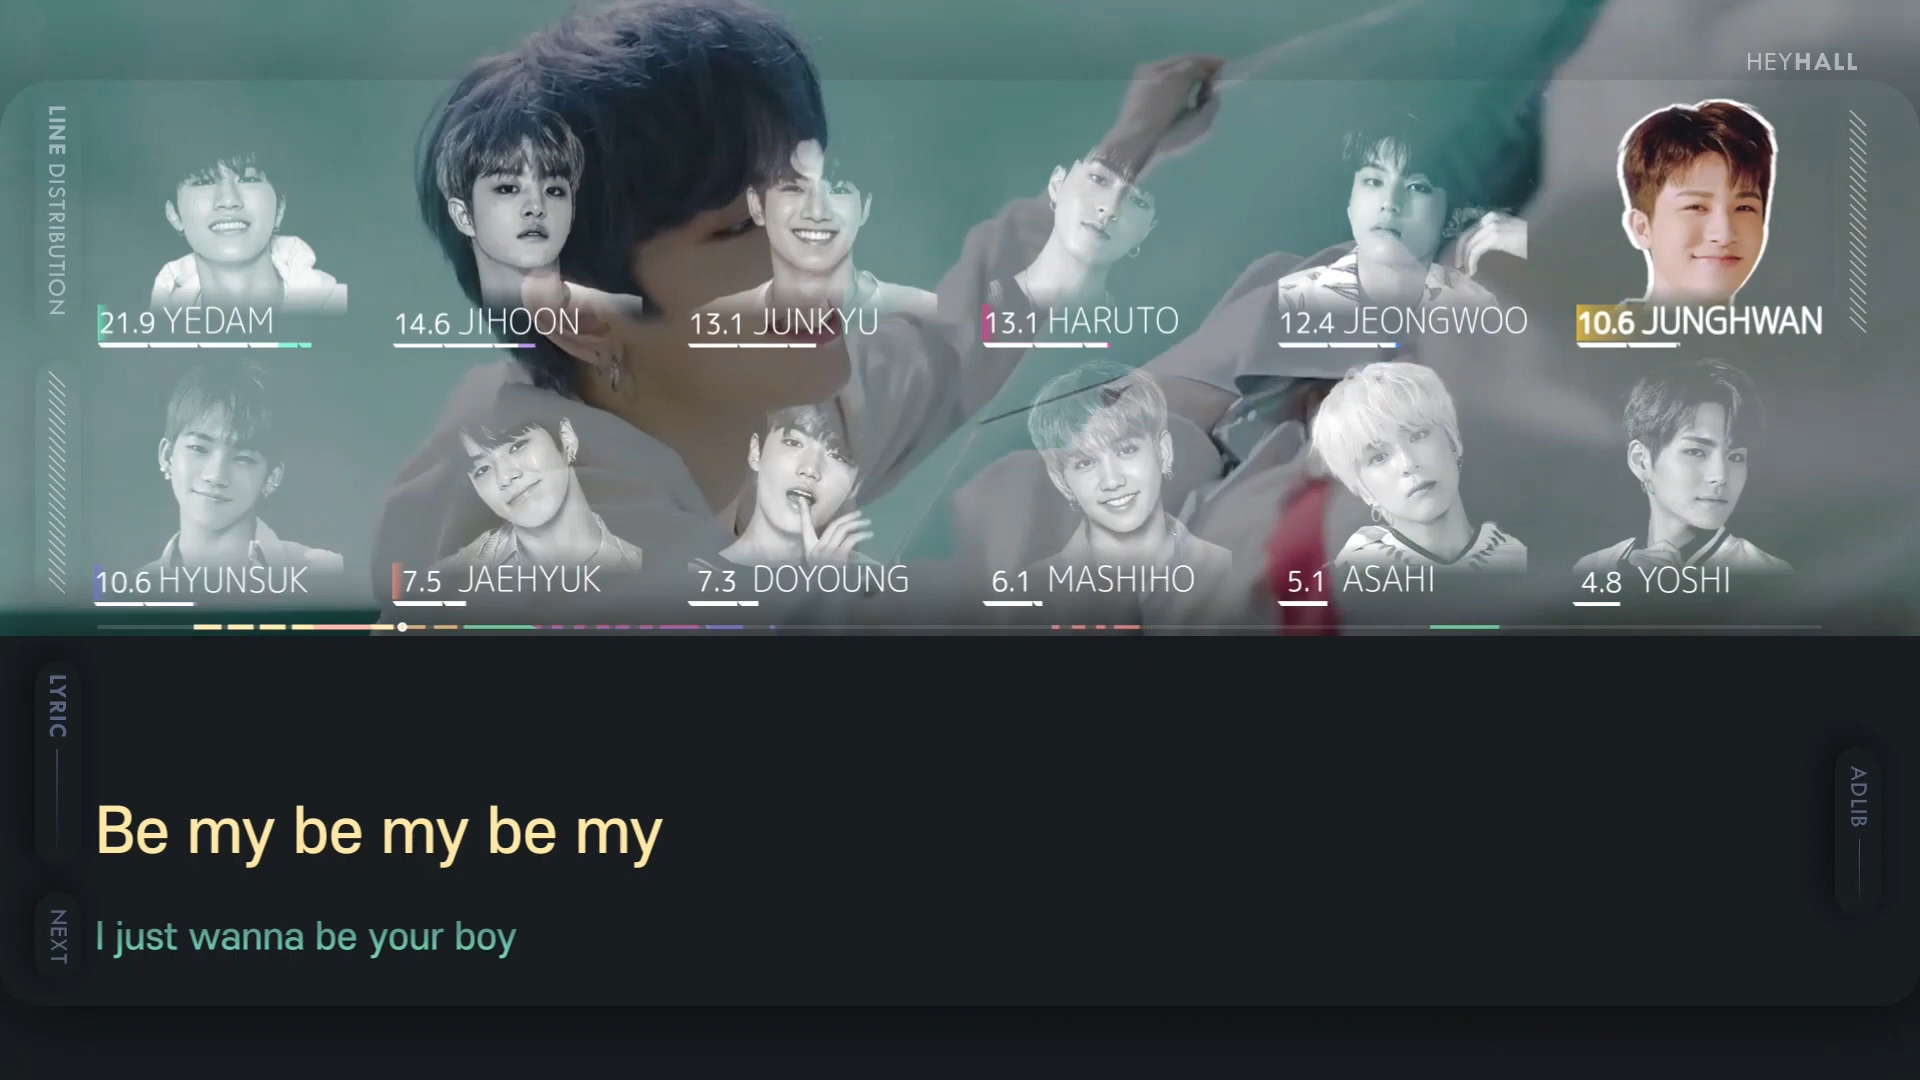 HEYHALL
LINE DISTRIBUTION
21.9 YEDAM
14.6 JIHOON
13.1 JUNKYU
13.1 HARUTO
12.4 JEONGWOO
10.6 JUNGHWAN
10.6 HYUNSUK
7.5 JAEHYUK
7.3 DOYOUNG
6.1 MASHIHO
5.1 ASAHI
4.8 YOSHI
LYRIC
Be my be my be my
ADLIB
NEXT
I just wanna be your boy